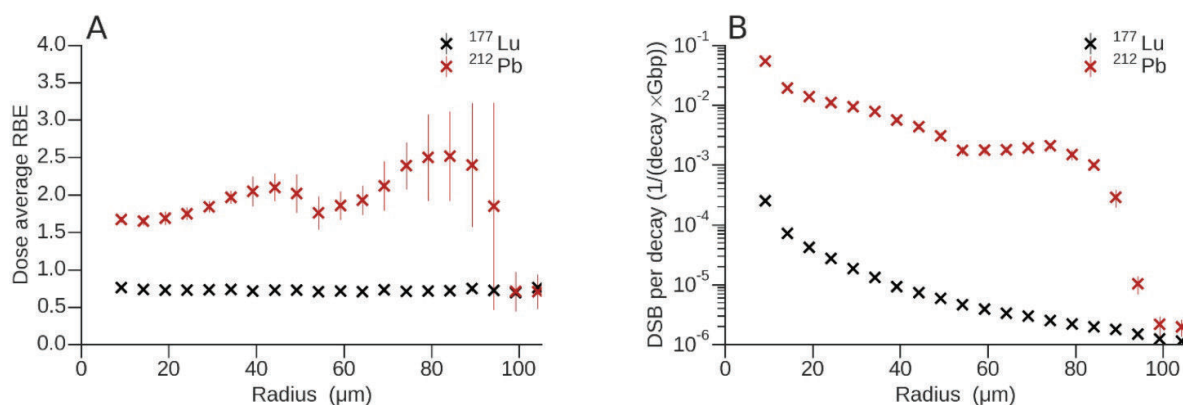 A
4.0
3.5
3.0
2.5
2.0
1.5
1.0
0.5
0.0
Dose average RBE
0
20
40
60
80
100
Radius (μm)
¹⁷⁷Lu
²¹²Pb
B
10⁻¹
10⁻²
10⁻³
10⁻⁴
10⁻⁵
10⁻⁶
DSB per decay (1/(decay ×Gbp))
0
20
40
60
80
100
Radius (μm)
¹⁷⁷Lu
²¹²Pb